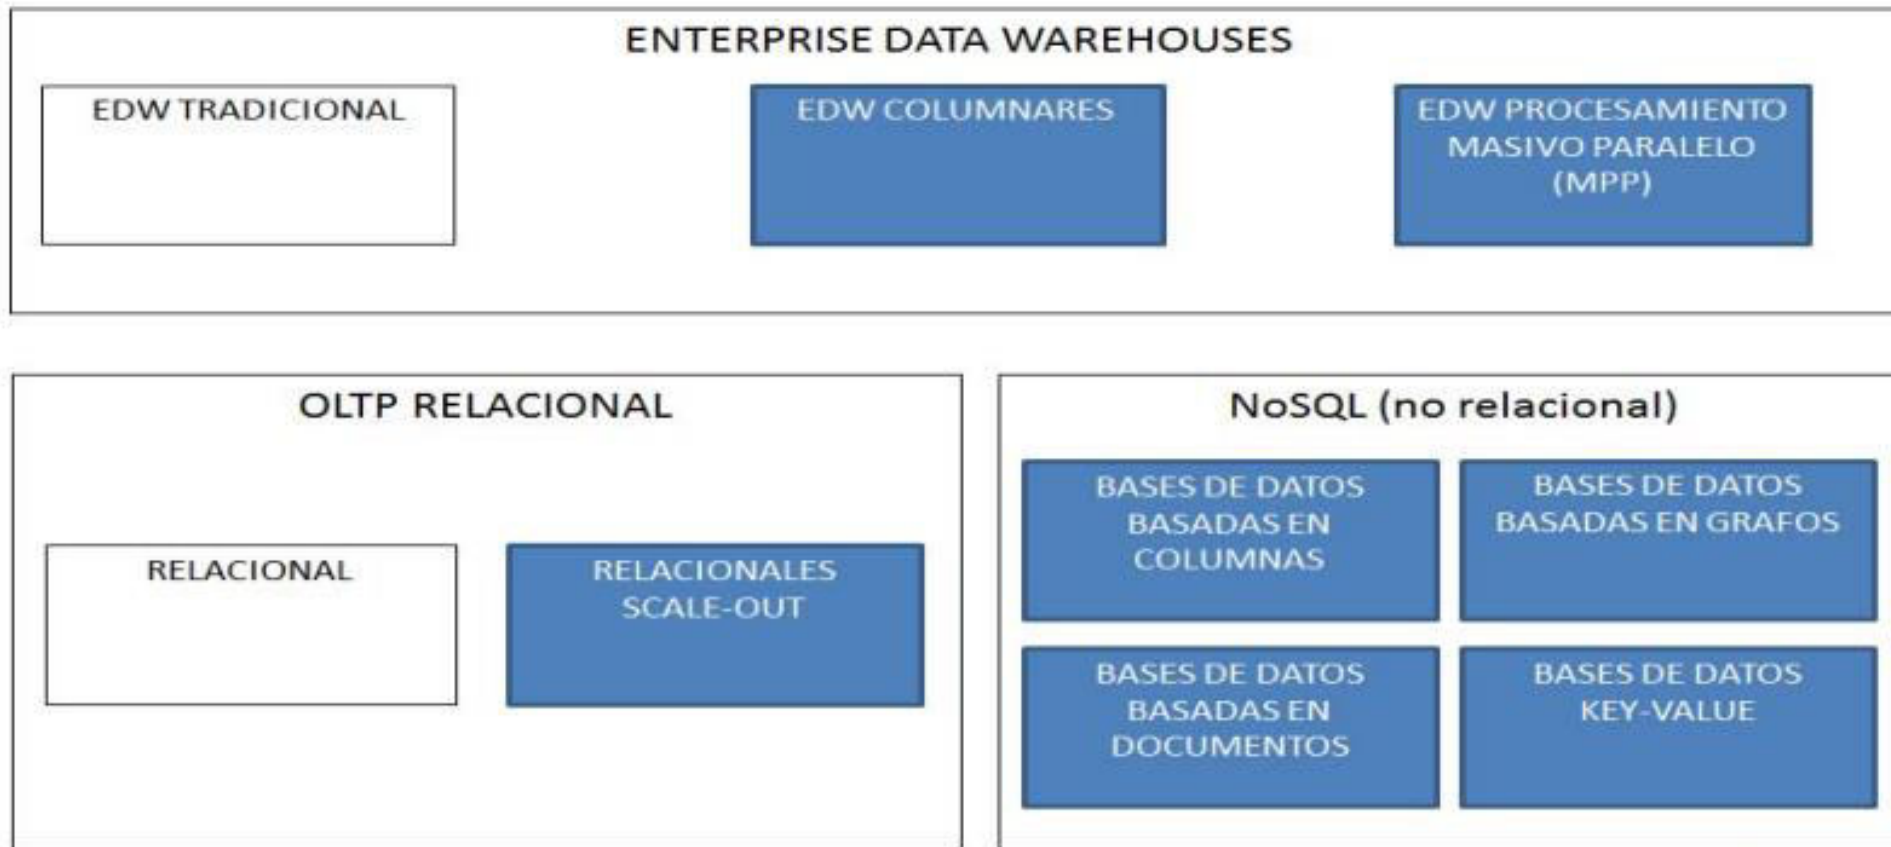 ENTERPRISE DATA WAREHOUSES
EDW TRADICIONAL
EDW COLUMNARES
EDW PROCESAMIENTO
MASIVO PARALELO
(MPP)
OLTP RELACIONAL
RELACIONAL
RELACIONALES
SCALE-OUT
NoSQL (no relacional)
BASES DE DATOS
BASADAS EN
COLUMNAS
BASES DE DATOS
BASADAS EN GRAFOS
BASES DE DATOS
BASADAS EN
DOCUMENTOS
BASES DE DATOS
KEY-VALUE